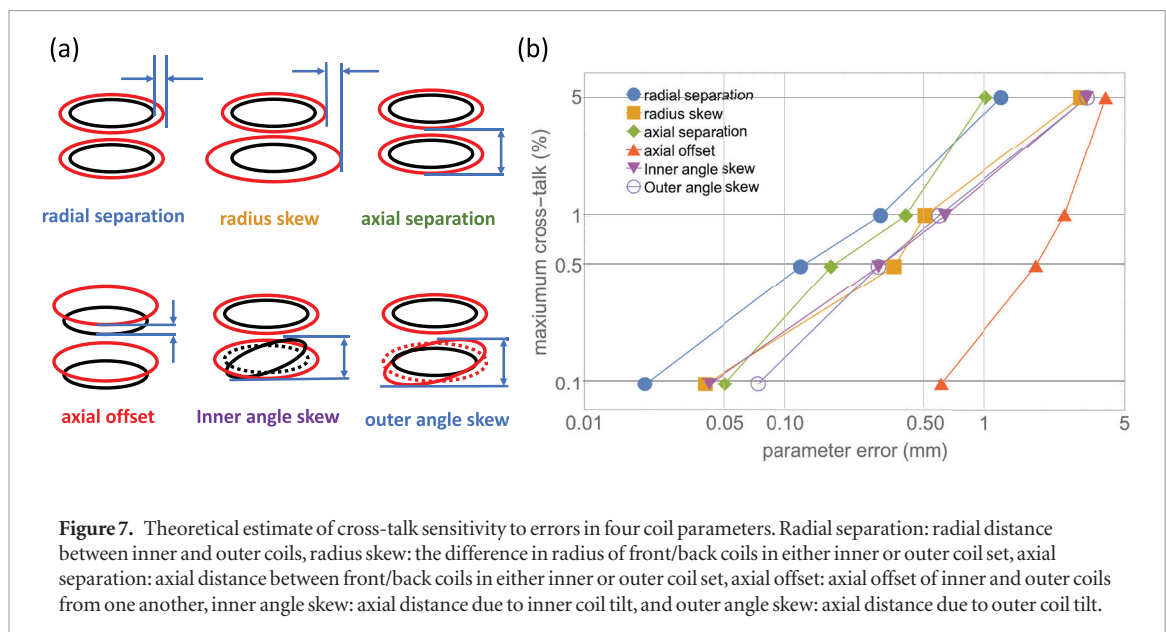 (a)
radial separation
radius skew
axial separation
axial offset
Inner angle skew
outer angle skew
(b)
radial separation
radius skew
axial separation
axial offset
Inner angle skew
Outer angle skew
maxiumum cross-talk (%)
5
1
0.5
0.1
0.01
0.05
0.10
0.50
1
5
parameter error (mm)
Figure 7. Theoretical estimate of cross-talk sensitivity to errors in four coil parameters. Radial separation: radial distance
between inner and outer coils, radius skew: the difference in radius of front/back coils in either inner or outer coil set, axial
separation: axial distance between front/back coils in either inner or outer coil set, axial offset: axial offset of inner and outer coils
from one another, inner angle skew: axial distance due to inner coil tilt, and outer angle skew: axial distance due to outer coil tilt.